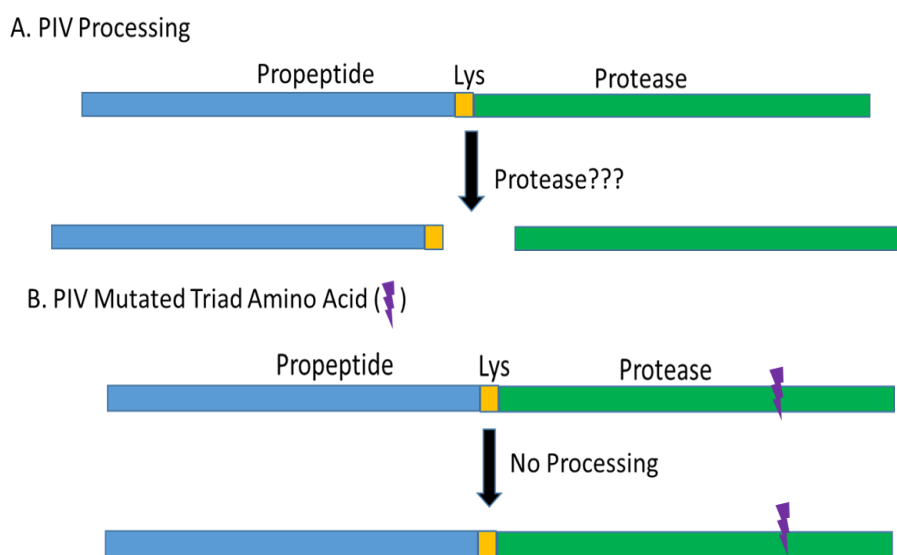 A. PIV Processing
Propeptide Lys Protease
Protease???
B. PIV Mutated Triad Amino Acid ( )
Propeptide Lys Protease
No Processing